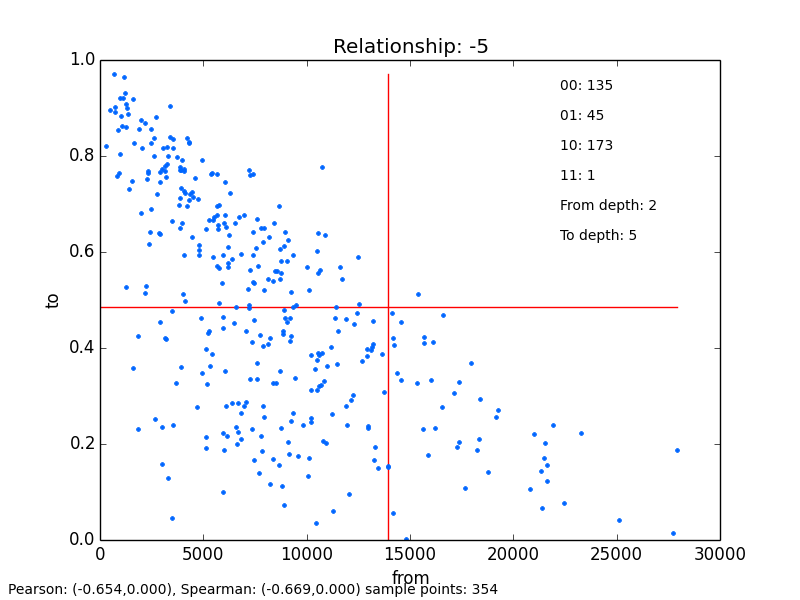 Relationship: -5
1.0
0.8
0.6
0.4
0.2
0.0
to
00: 135
01: 45
10: 173
11: 1
From depth: 2
To depth: 5
0 5000 10000 15000 20000 25000 30000
from
Pearson: (-0.654,0.000), Spearman: (-0.669,0.000) sample points: 354